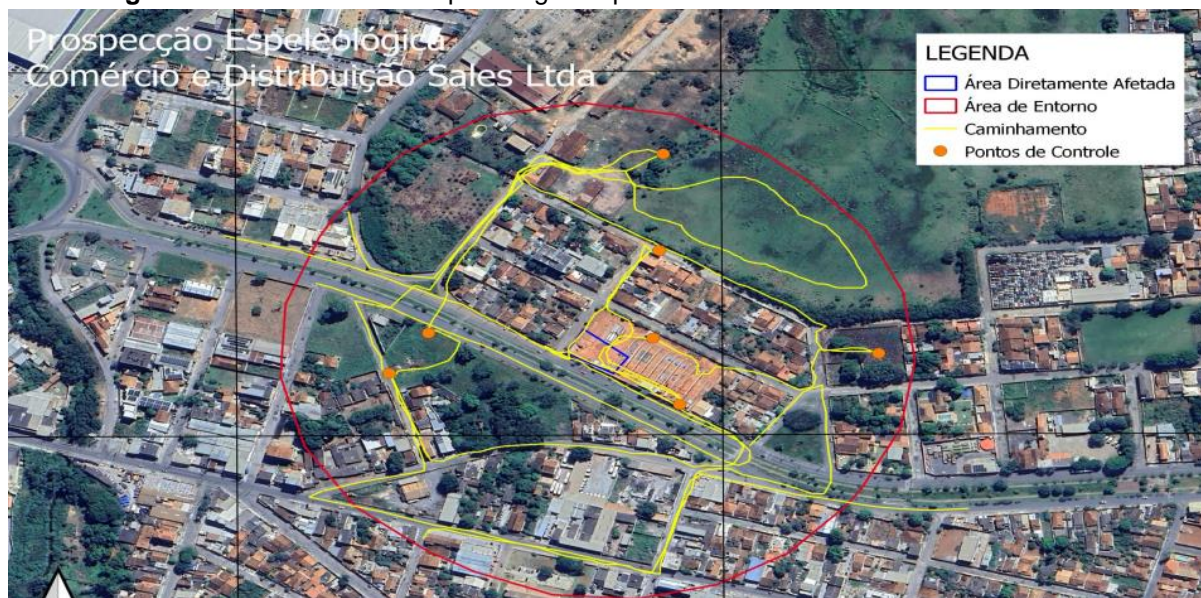 Prospecção Espeleológica
Comércio e Distribuição Sales Ltda
LEGENDA
Área Diretamente Afetada
Área de Entorno
Caminhamento
Pontos de Controle